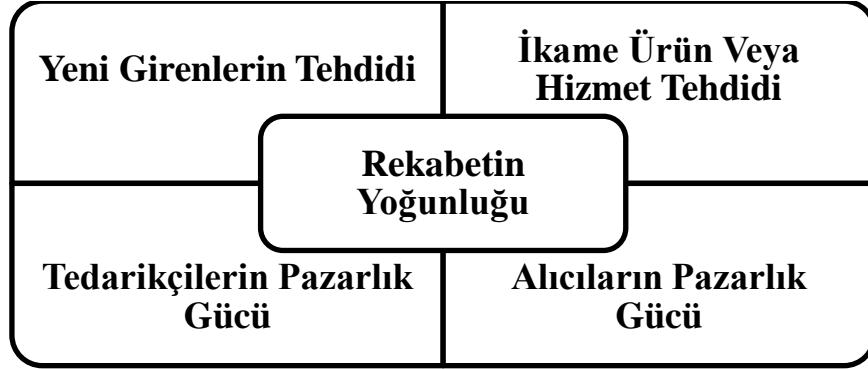 Yeni Girenlerin Tehdidi
İkame Ürün Veya
Hizmet Tehdidi
Rekabetin
Yoğunluğu
Tedarikçilerin Pazarlık
Gücü
Alıcıların Pazarlık
Gücü